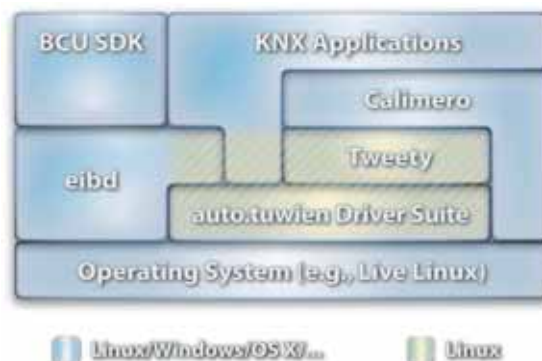 BCU SDK
KNX Applications
Calimero
Tweety
eibd
auto.tuwien Driver Suite
Operating System (e.g., Live Linux)
Linux/Windows/OS X/...
Linux